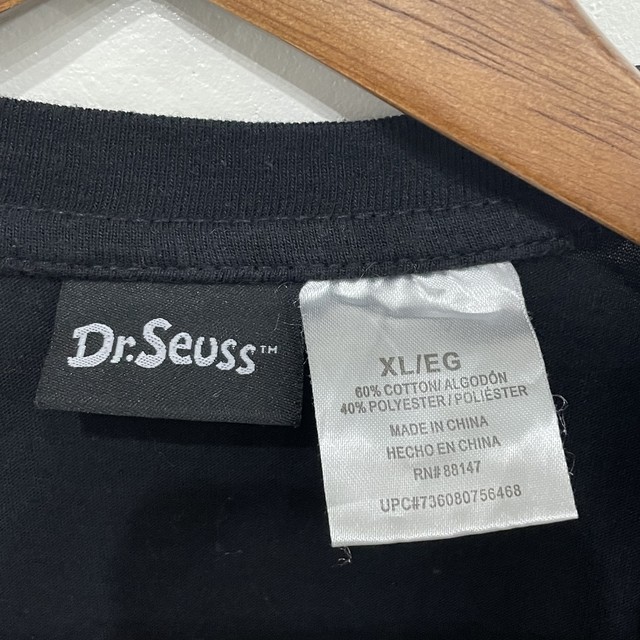 Dr.Seuss™
XL/EG
60% COTTON/ ALGODÓN
40% POLYESTER / POLIÉSTER
MADE IN CHINA
HECHO EN CHINA
RN# 88147
UPC#736080756468